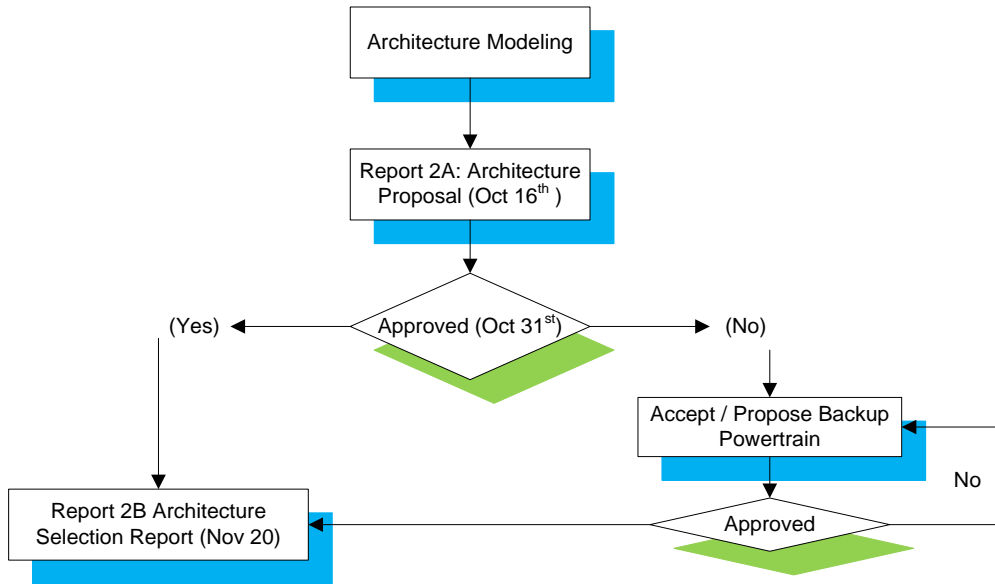 Architecture Modeling
Report 2A: Architecture
Proposal (Oct 16th )
(Yes)
Approved (Oct 31st)
(No)
Accept / Propose Backup
Powertrain
No
Report 2B Architecture
Selection Report (Nov 20)
Approved